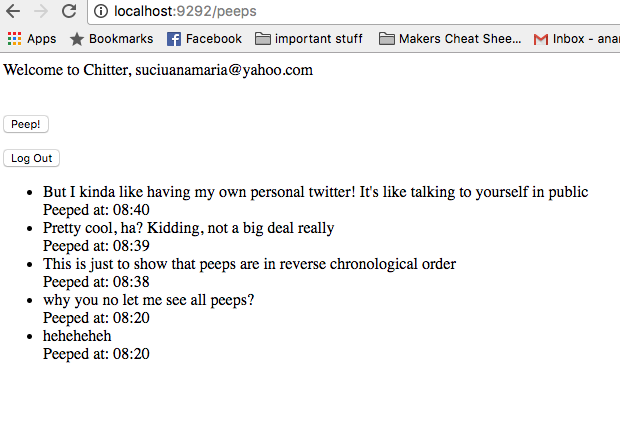 localhost:9292/peeps
Apps Bookmarks Facebook important stuff Makers Cheat Shee... Inbox - ana
Welcome to Chitter, suciuanamaria@yahoo.com
Peep!
Log Out
But I kinda like having my own personal twitter! It's like talking to yourself in public
Peeped at: 08:40
Pretty cool, ha? Kidding, not a big deal really
Peeped at: 08:39
This is just to show that peeps are in reverse chronological order
Peeped at: 08:38
why you no let me see all peeps?
Peeped at: 08:20
heheheheh
Peeped at: 08:20